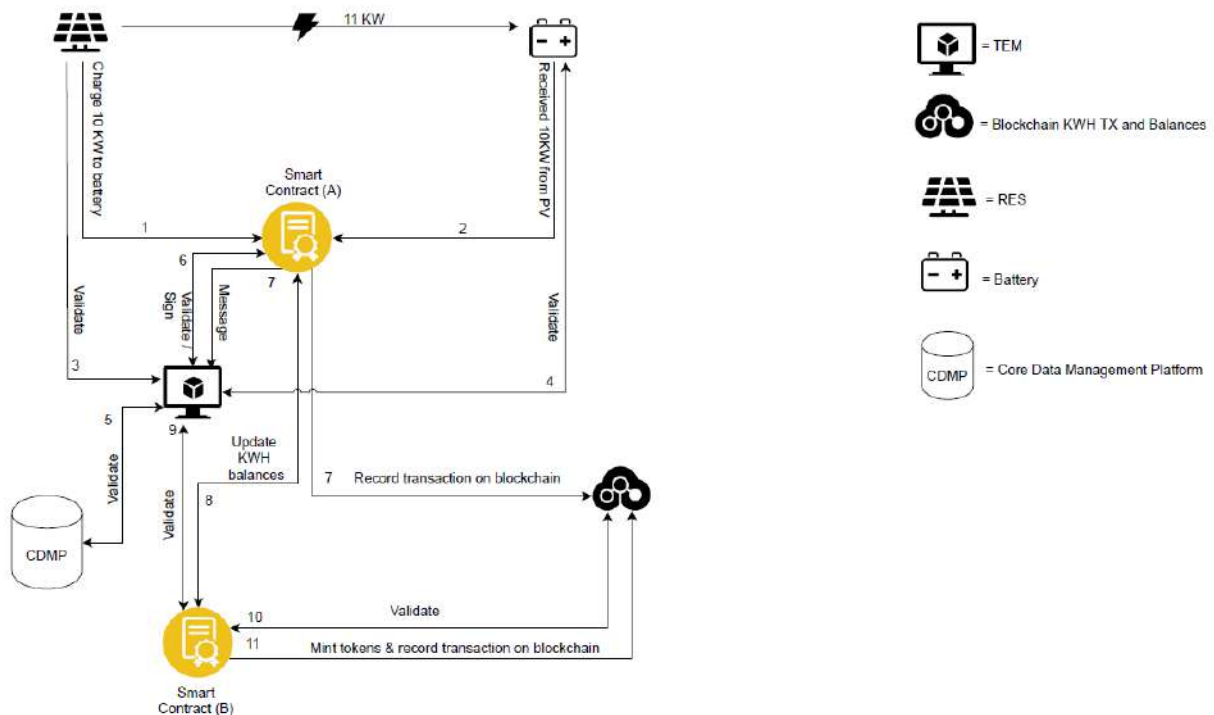 11 KW
Charge 10 KW to battery
Received 10KW from PV
= TEM
= Blockchain KWH TX and Balances
= RES
= Battery
CDMP
= Core Data Management Platform
Smart
Contract (A)
1
2
6
7
Validate
Validate /
Sign
Message
Validate
3
4
5
9
Update
KWH
balances
8
7
Record transaction on blockchain
Validate
Validate
CDMP
10
Validate
11
Mint tokens & record transaction on blockchain
Smart
Contract (B)